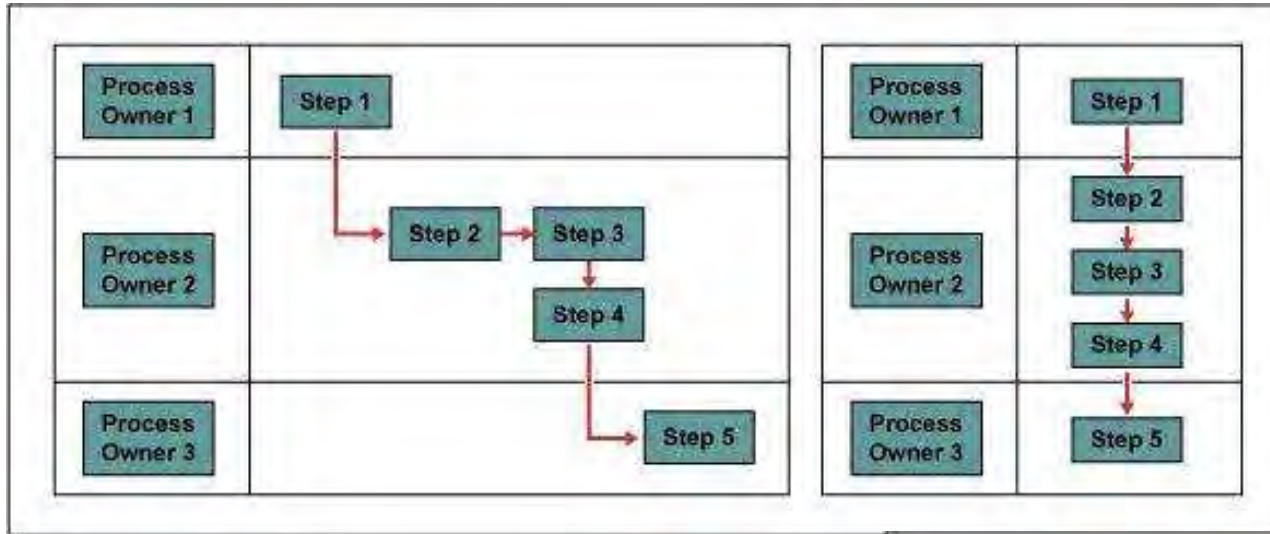 Process
Owner 1
Step 1
Process
Owner 2
Step 2
Step 3
Step 4
Process
Owner 3
Step 5
Process
Owner 1
Step 1
Process
Owner 2
Step 2
Step 3
Step 4
Process
Owner 3
Step 5